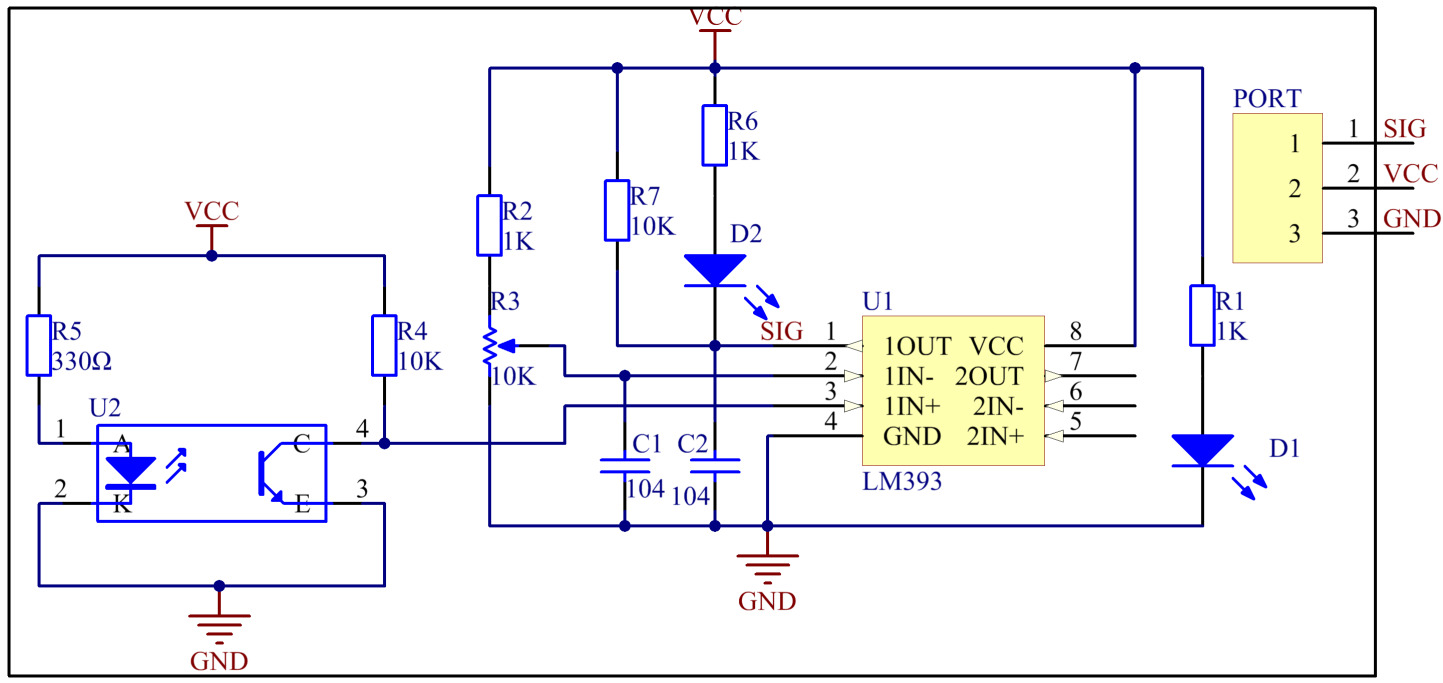 VCC
PORT
R6
1K
1
1
SIG
2
2
VCC
3
3
GND
R7
10K
R2
1K
VCC
D2
R3
10K
U1
R1
1K
R5
330Ω
R4
10K
SIG
1
1OUT
VCC
8
2
1IN-
2OUT
7
3
1IN+
2IN-
6
4
GND
2IN+
5
LM393
U2
1
A
C
4
2
K
E
3
C1
104
C2
104
D1
GND
GND